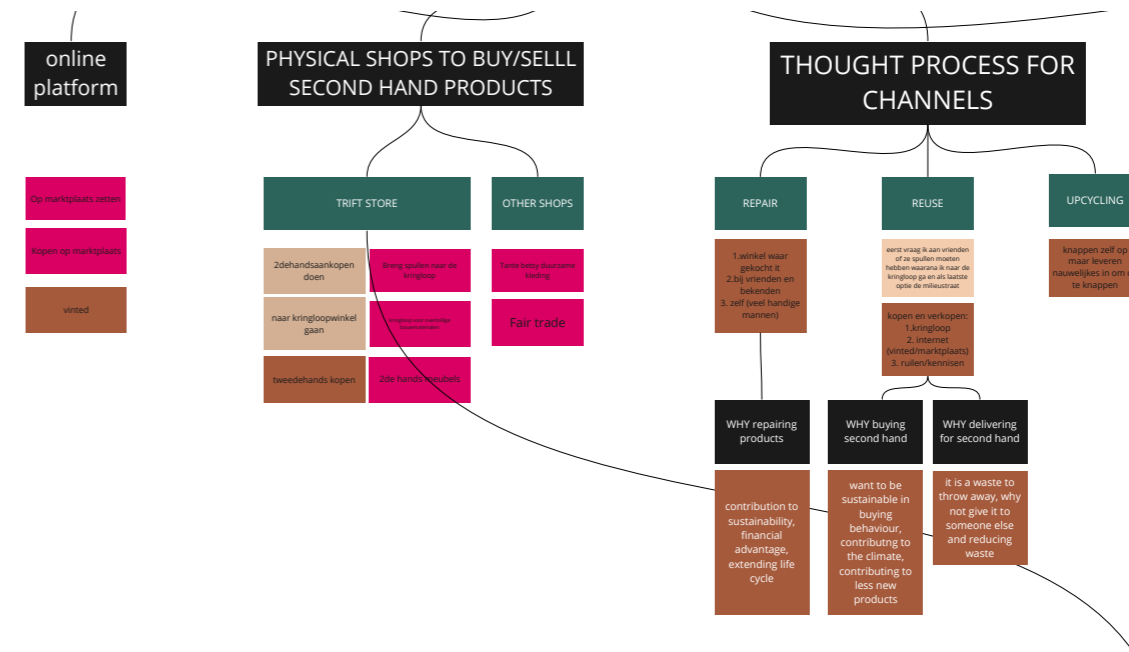 online
platform
Op marktplaats zetten
Kopen op marktplaats
vinted
PHYSICAL SHOPS TO BUY/SELLL
SECOND HAND PRODUCTS
TRIFT STORE
2dehandsaankopen
doen
Breng spullen naar de
kringloop
naar kringloopwinkel
gaan
kringloop voor overtollige
tweedehands kopen
2de hands meubels
OTHER SHOPS
Tante betsy duurzame
kleding
Fair trade
THOUGHT PROCESS FOR
CHANNELS
REPAIR
1.winkel waar
gekocht it
2.bij vrienden en
bekenden
3. zelf (veel handige
mannen)
WHY repairing
products
contribution to
sustainability,
financial
advantage,
extending life
cycle
REUSE
eerst vraag ik aan vrienden
of ze spullen moeten
hebben waarana ik naar de
kringloop ga en als laatste
optie de milieustraat
kopen en verkopen:
1.kringloop
2. internet
(vinted/marktplaats)
3. ruilen/kennisen
WHY buying
second hand
want to be
sustainable in
buying
behaviour,
contributng to
the climate,
contributing to
less new
products
WHY delivering
for second hand
it is a waste to
throw away, why
not give it to
someone else
and reducing
waste
UPCYCLING
knappen zelf op
maar leveren
nauwelijkes in om
te knappen